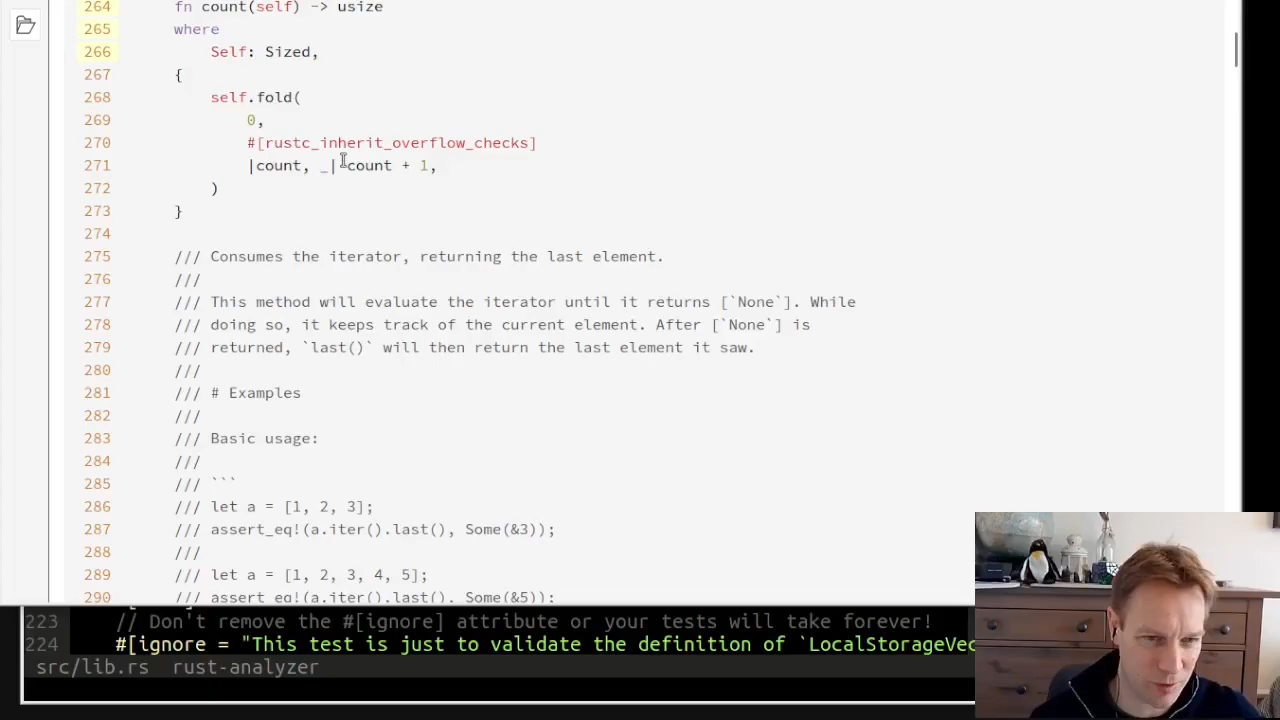 264 fn count(self) -> usize
265 where
266 Self: Sized,
267 {
268 self.fold(
269 0,
270 #[rustc_inherit_overflow_checks]
271 |count, _| count + 1,
272 )
273 }
274
275 /// Consumes the iterator, returning the last element.
276 ///
277 /// This method will evaluate the iterator until it returns [`None`]. While
278 /// doing so, it keeps track of the current element. After [`None`] is
279 /// returned, `last()` will then return the last element it saw.
280 ///
281 /// # Examples
282 ///
283 /// Basic usage:
284 ///
285 /// ```
286 /// let a = [1, 2, 3];
287 /// assert_eq!(a.iter().last(), Some(&3));
288 ///
289 /// let a = [1, 2, 3, 4, 5];
290 /// assert_eq!(a.iter().last(), Some(&5));
223 // Don't remove the #[ignore] attribute or your tests will take forever!
224 #[ignore = "This test is just to validate the definition of `LocalStorageVec
src/lib.rs rust-analyzer